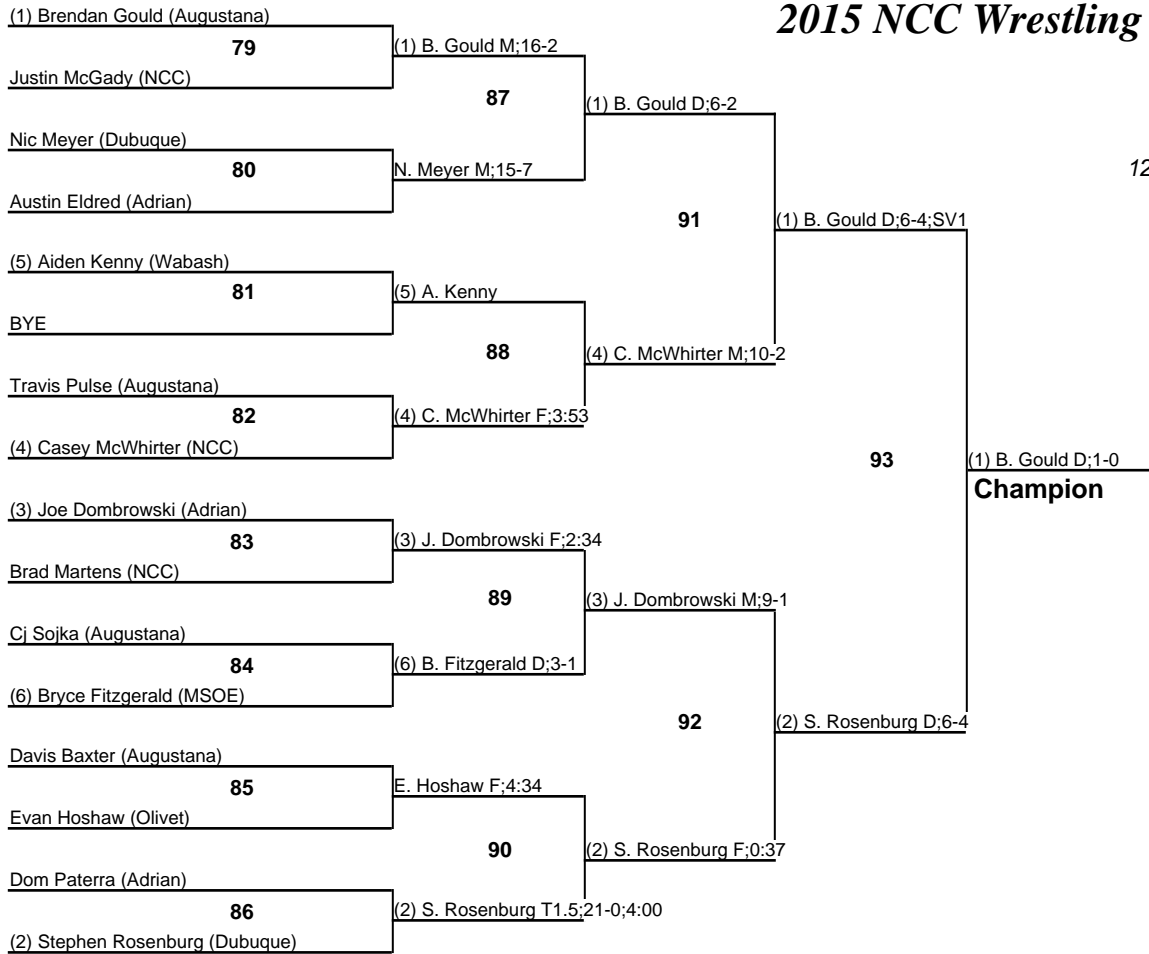 2015 NCC Wrestling
12
(1) Brendan Gould (Augustana)
79
Justin McGady (NCC)
(1) B. Gould M;16-2
87
(1) B. Gould D;6-2
Nic Meyer (Dubuque)
80
Austin Eldred (Adrian)
N. Meyer M;15-7
91
(1) B. Gould D;6-4;SV1
(5) Aiden Kenny (Wabash)
81
BYE
(5) A. Kenny
88
(4) C. McWhirter M;10-2
Travis Pulse (Augustana)
82
(4) Casey McWhirter (NCC)
(4) C. McWhirter F;3:53
93
(1) B. Gould D;1-0
Champion
(3) Joe Dombrowski (Adrian)
83
Brad Martens (NCC)
(3) J. Dombrowski F;2:34
89
(3) J. Dombrowski M;9-1
Cj Sojka (Augustana)
84
(6) Bryce Fitzgerald (MSOE)
(6) B. Fitzgerald D;3-1
92
(2) S. Rosenburg D;6-4
Davis Baxter (Augustana)
85
Evan Hoshaw (Olivet)
E. Hoshaw F;4:34
90
(2) S. Rosenburg F;0:37
Dom Paterra (Adrian)
86
(2) Stephen Rosenburg (Dubuque)
(2) S. Rosenburg T1.5;21-0;4:00